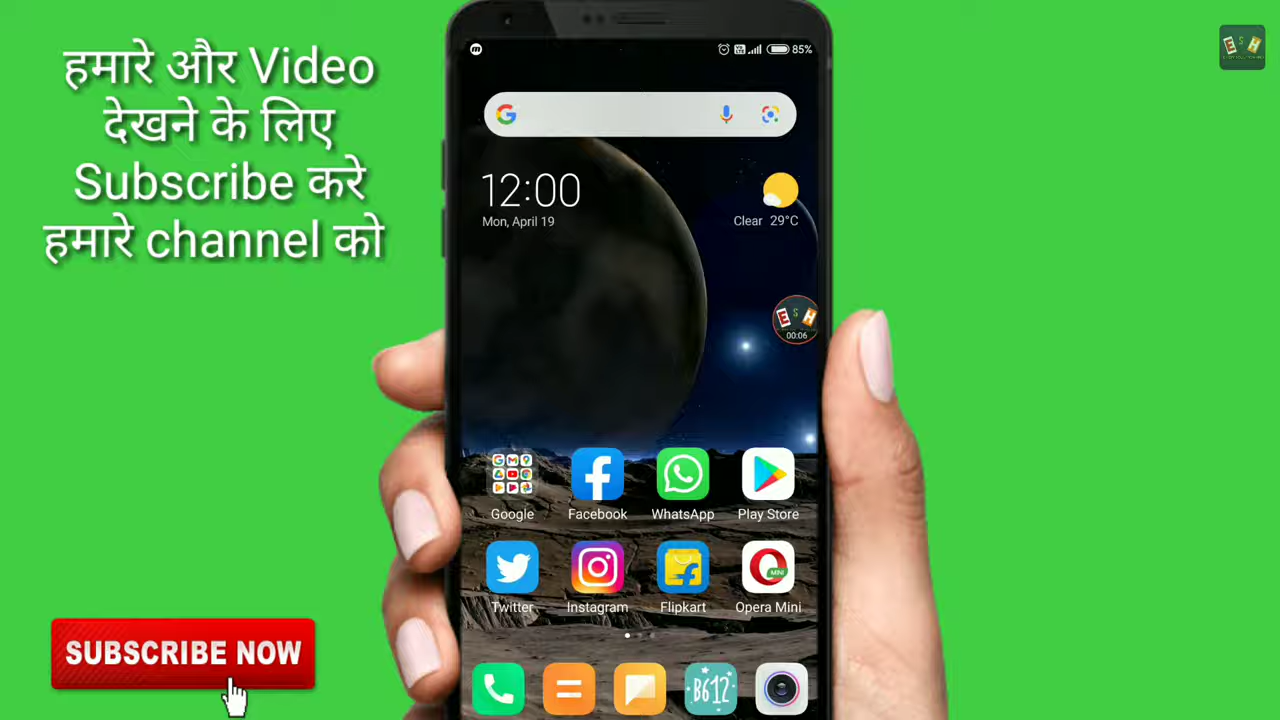 हमारे और Video
देखने के लिए
Subscribe करे
हमारे channel को
SUBSCRIBE NOW
85%
12:00
Mon, April 19
Clear 29°C
E S H
00:06
Google
Facebook
WhatsApp
Play Store
Twitter
Instagram
Flipkart
MINI
Opera Mini
B612
E S H